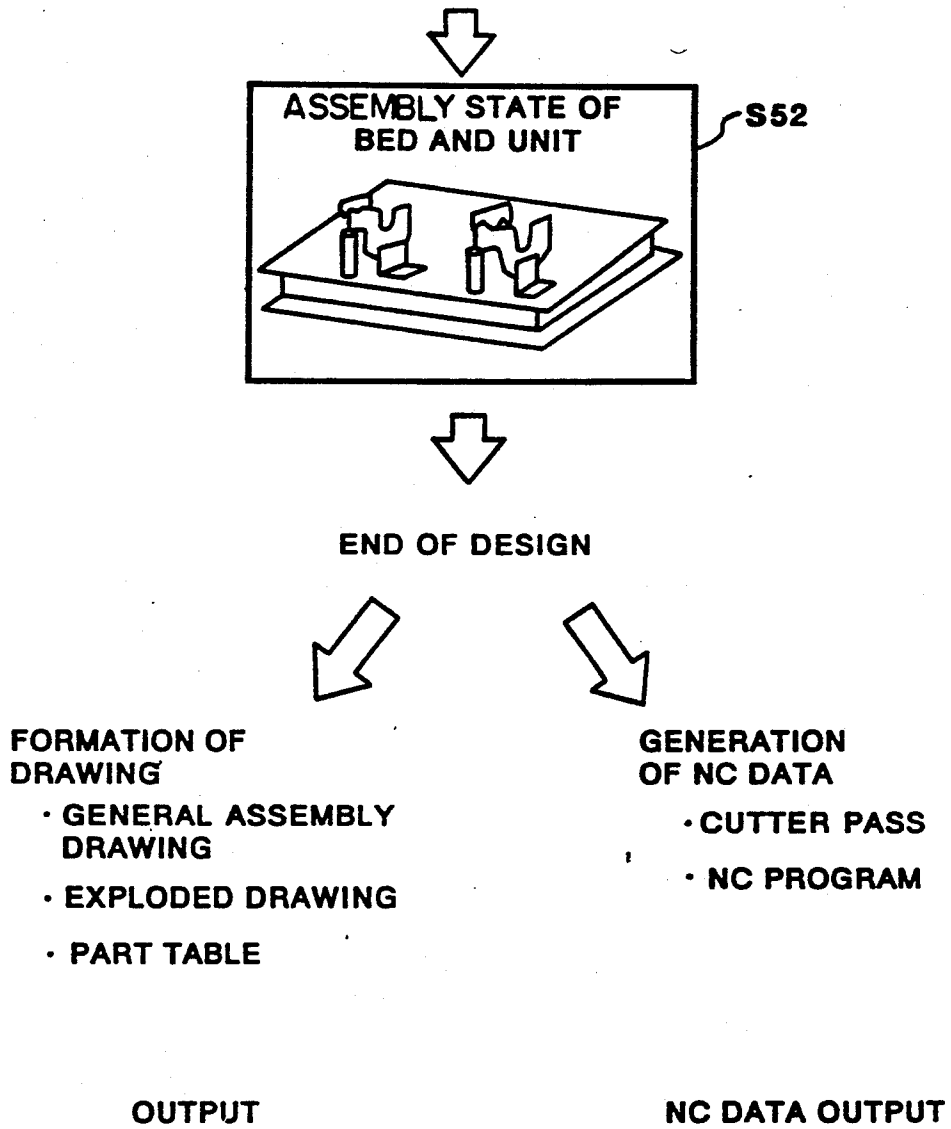 ASSEMBLY STATE OF
BED AND UNIT
S52
END OF DESIGN
FORMATION OF
DRAWING
· GENERAL ASSEMBLY
DRAWING
· EXPLODED DRAWING
· PART TABLE
GENERATION
OF NC DATA
· CUTTER PASS
· NC PROGRAM
OUTPUT
NC DATA OUTPUT